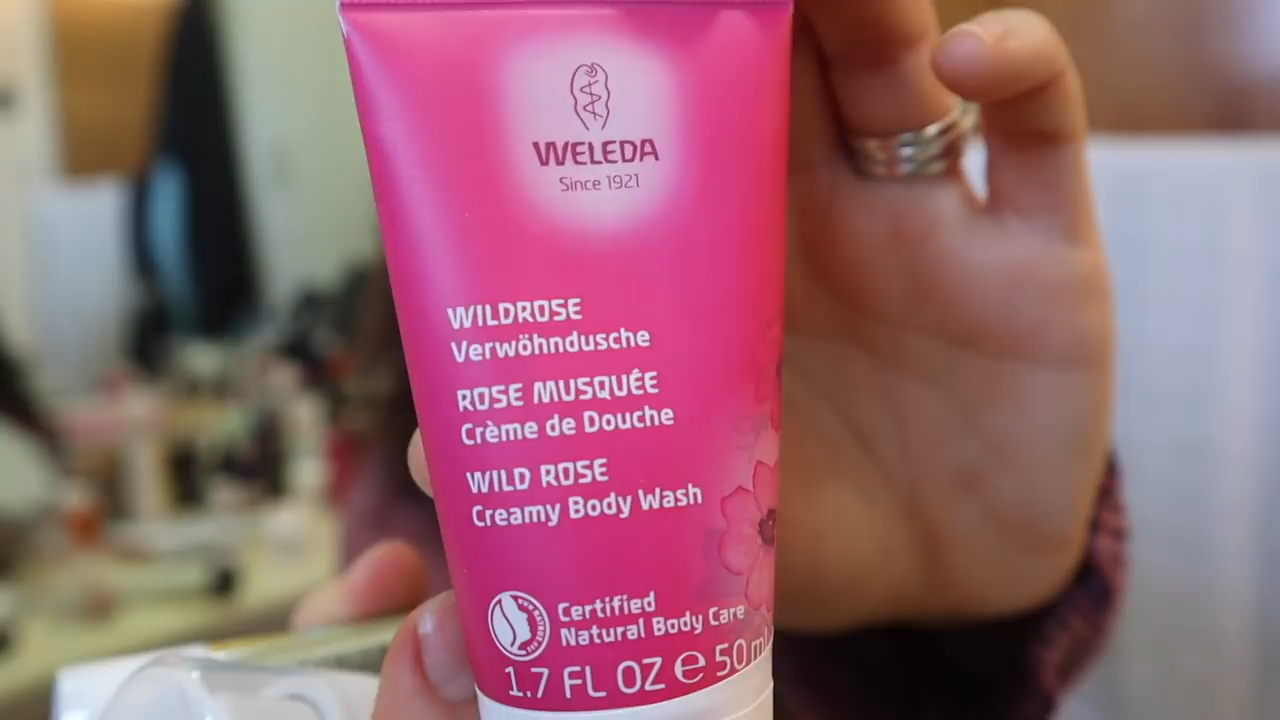 WELEDA
Since 1921
WILDROSE
Verwöhndusche
ROSE MUSQUÉE
Crème de Douche
WILD ROSE
Creamy Body Wash
Certified
Natural Body Care
1.7 FL OZ ℮ 50 ml